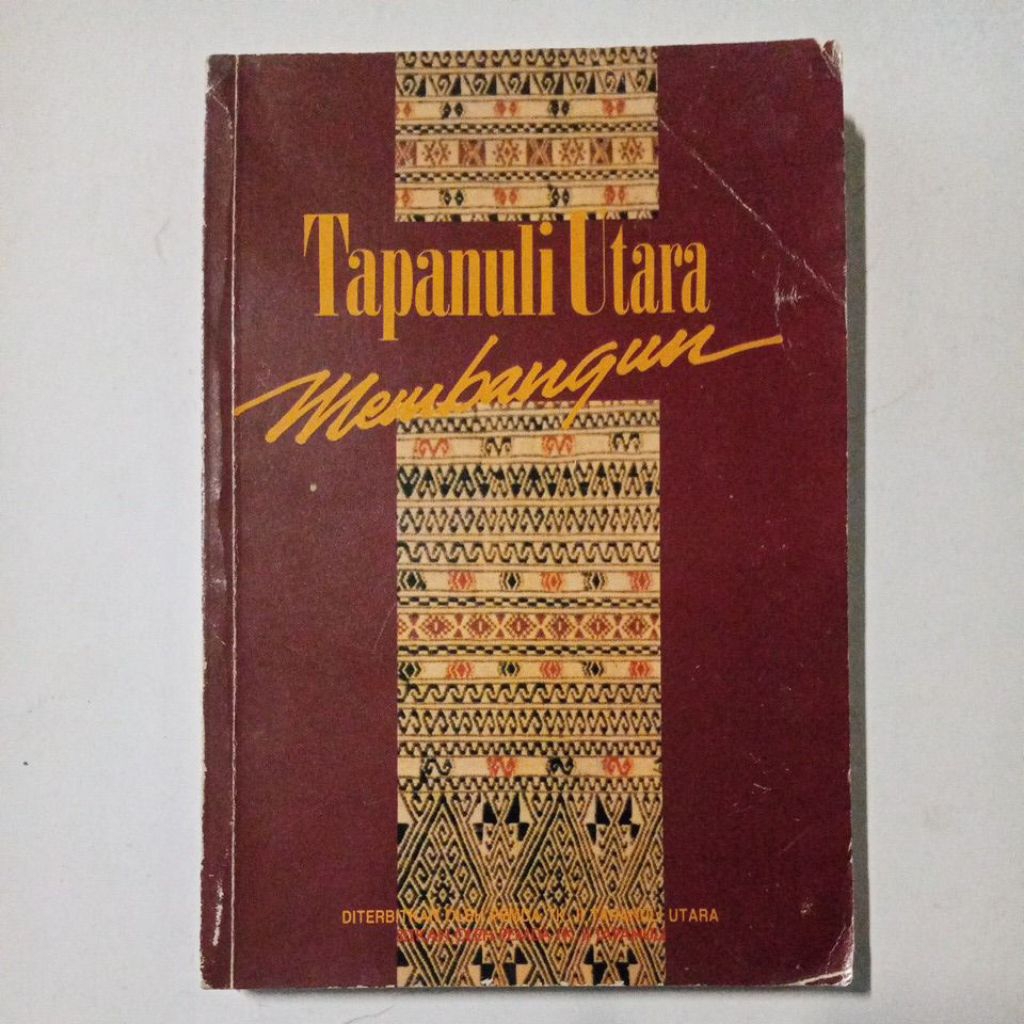 Tapanuli Utara
Membangun
DITERBITKAN OLEH PEMDA TK. II TAPANULI UTARA